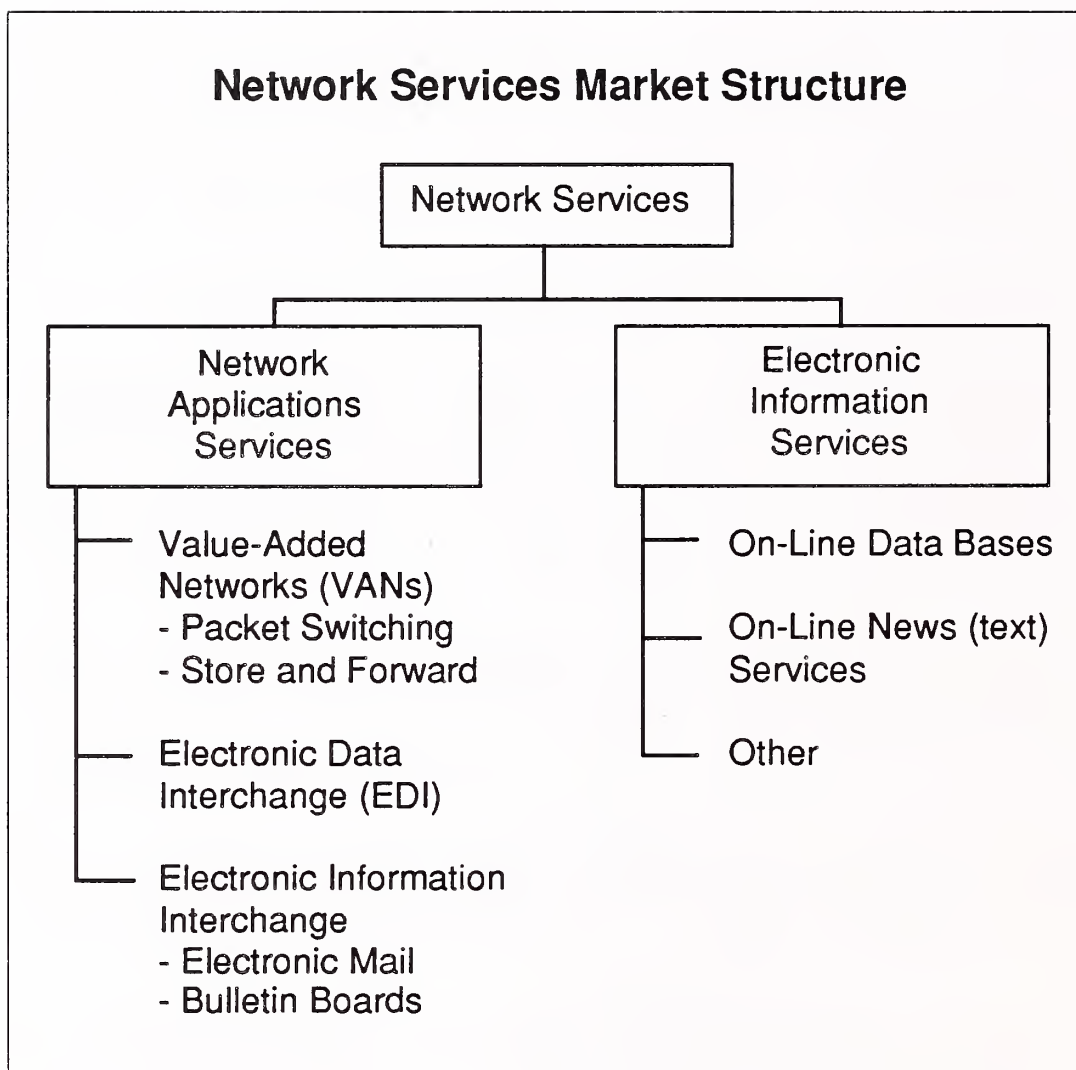 Network Services Market Structure
Network Services
Network
Applications
Services
Value-Added
Networks (VANs)
- Packet Switching
- Store and Forward
Electronic Data
Interchange (EDI)
Electronic Information
Interchange
- Electronic Mail
- Bulletin Boards
Electronic
Information
Services
On-Line Data Bases
On-Line News (text)
Services
Other